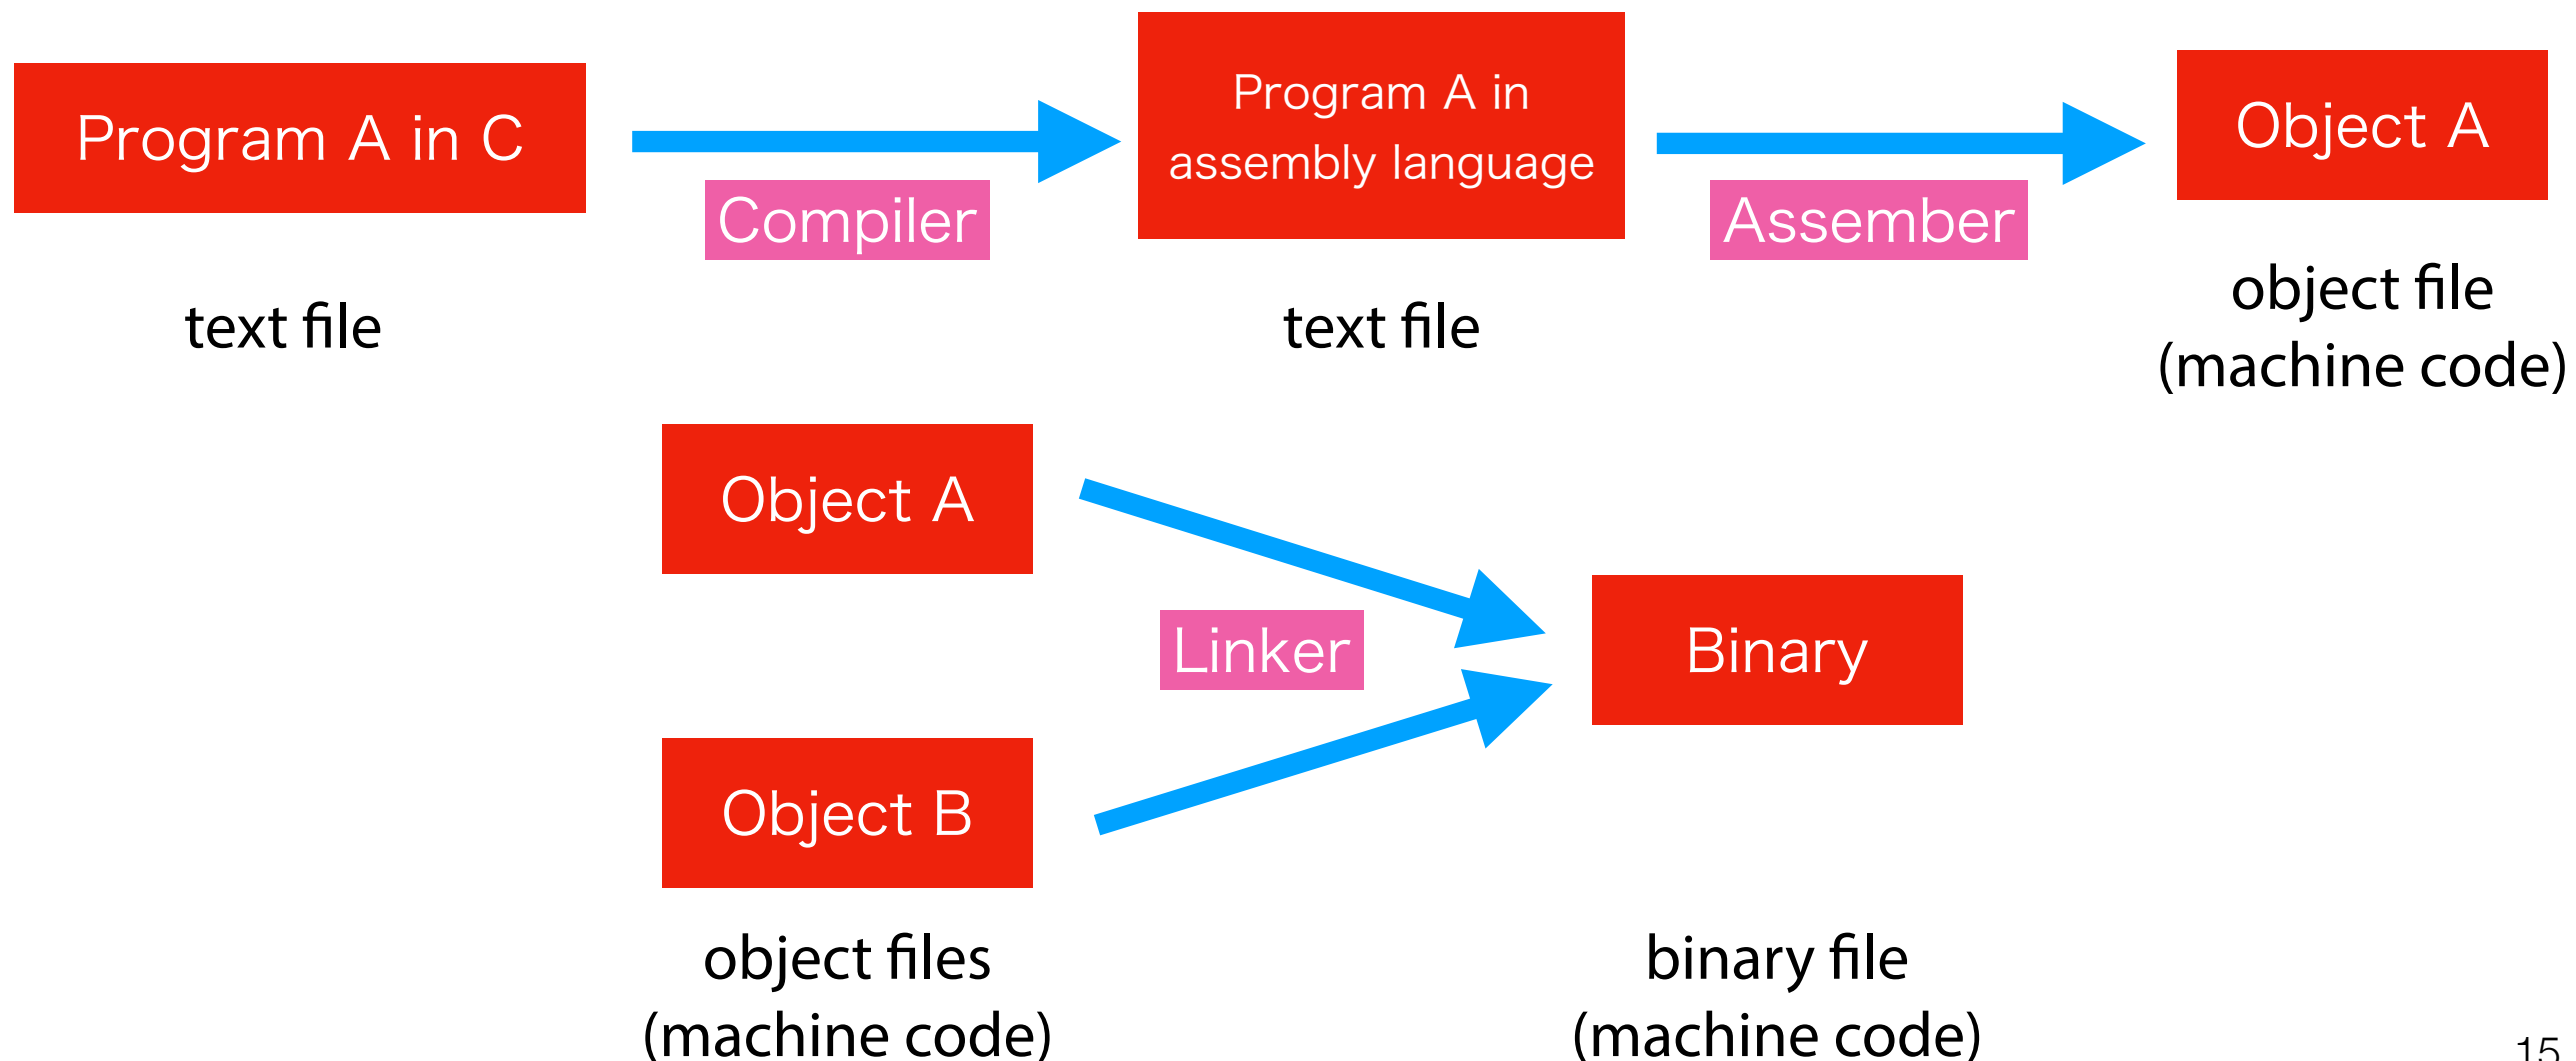 Program A in C
Compiler
Program A in
assembly language
Assember
Object A
text file
text file
object file
(machine code)
Object A
Linker
Binary
Object B
object files
(machine code)
binary file
(machine code)
15